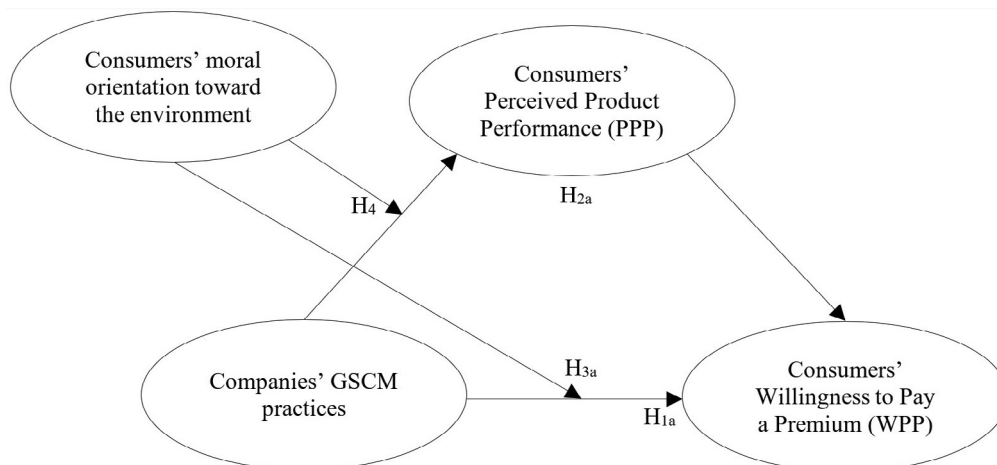 Consumers’ moral
orientation toward
the environment
Consumers’
Perceived Product
Performance (PPP)
H2a
H4
H3a
H1a
Companies’ GSCM
practices
Consumers’
Willingness to Pay
a Premium (WPP)